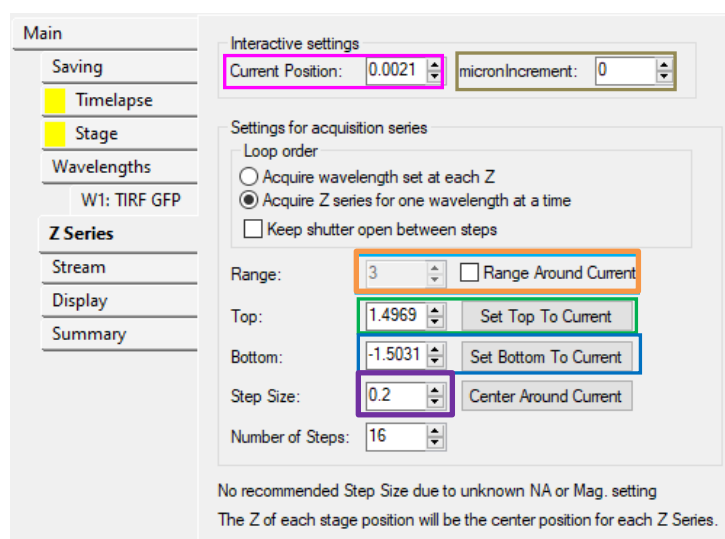 Main
Saving
Timelapse
Stage
Wavelengths
W1: TIRF GFP
Z Series
Stream
Display
Summary
Interactive settings
Current Position: 0.0021 micronIncrement: 0
Settings for acquisition series
Loop order
Acquire wavelength set at each Z
Acquire Z series for one wavelength at a time
Keep shutter open between steps
Range: 3 Range Around Current
Top: 1.4969 Set Top To Current
Bottom: -1.5031 Set Bottom To Current
Step Size: 0.2 Center Around Current
Number of Steps: 16
No recommended Step Size due to unknown NA or Mag. setting
The Z of each stage position will be the center position for each Z Series.